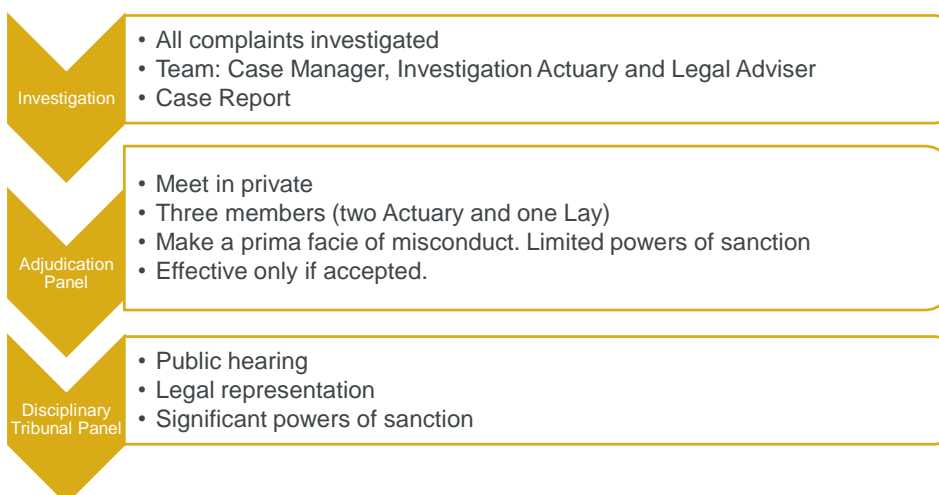 Investigation
• All complaints investigated
• Team: Case Manager, Investigation Actuary and Legal Adviser
• Case Report
Adjudication
Panel
• Meet in private
• Three members (two Actuary and one Lay)
• Make a prima facie of misconduct. Limited powers of sanction
• Effective only if accepted.
Disciplinary
Tribunal Panel
• Public hearing
• Legal representation
• Significant powers of sanction